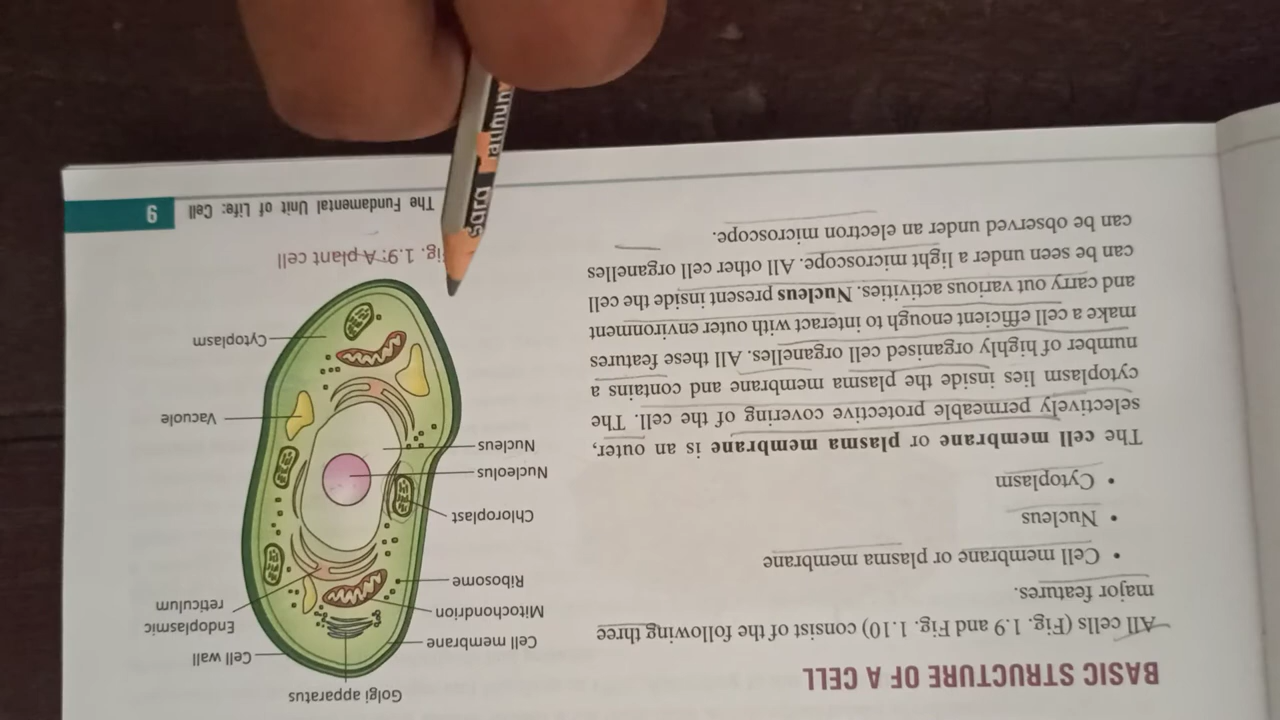 BASIC STRUCTURE OF A CELL
All cells (Fig. 1.9 and Fig. 1.10) consist of the following three
major features.
• Cell membrane or plasma membrane
• Nucleus
• Cytoplasm
The cell membrane or plasma membrane is an outer,
selectively permeable protective covering of the cell. The
cytoplasm lies inside the plasma membrane and contains a
number of highly organised cell organelles. All these features
make a cell efficient enough to interact with outer environment
and carry out various activities. Nucleus present inside the cell
can be seen under a light microscope. All other cell organelles
can be observed under an electron microscope.
Golgi apparatus
Cell membrane
Mitochondrion
Ribosome
Chloroplast
Nucleolus
Nucleus
Cell wall
Endoplasmic
reticulum
Vacuole
Cytoplasm
ig. 1.9: A plant cell
The Fundamental Unit of Life: Cell 9